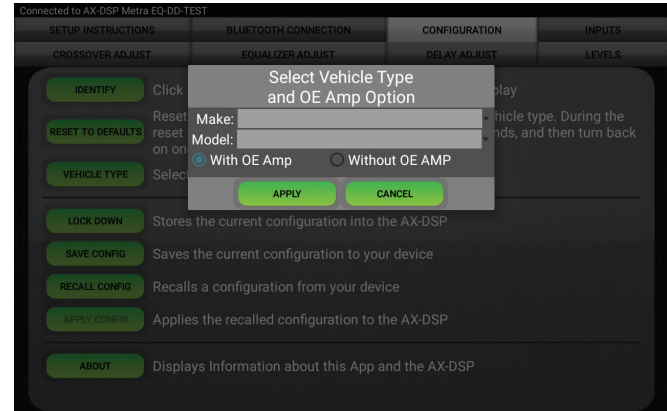 Connected to AX-DSP Metra EQ-DD-TEST
SETUP INSTRUCTIONS BLUETOOTH CONNECTION CONFIGURATION INPUTS
CROSSOVER ADJUST EQUALIZER ADJUST DELAY ADJUST LEVELS
Select Vehicle Type
and OE Amp Option
IDENTIFY Click play
Make:
Reset hicle type. During the
RESET TO DEFAULTS reset nds, and then turn back
Model:
on on
With OE Amp Without OE AMP
VEHICLE TYPE Select
APPLY CANCEL
LOCK DOWN Stores the current configuration into the AX-DSP
SAVE CONFIG Saves the current configuration to your device
RECALL CONFIG Recalls a configuration from your device
APPLY CONFIG Applies the recalled configuration to the AX-DSP
ABOUT Displays Information about this App and the AX-DSP